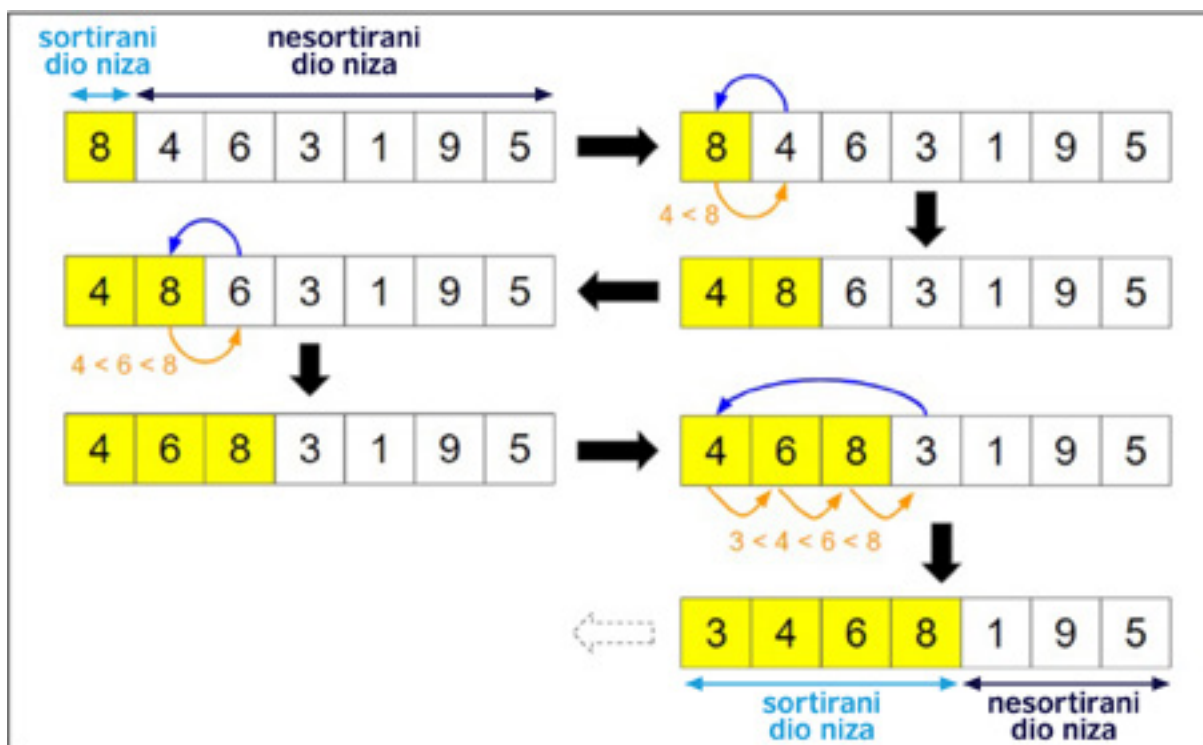 sortirani
dio niza
nesortirani
dio niza
8 4 6 3 1 9 5
8 4 6 3 1 9 5
4 < 8
4 8 6 3 1 9 5
4 < 6 < 8
4 8 6 3 1 9 5
4 6 8 3 1 9 5
4 6 8 3 1 9 5
3 < 4 < 6 < 8
3 4 6 8 1 9 5
sortirani
dio niza
nesortirani
dio niza